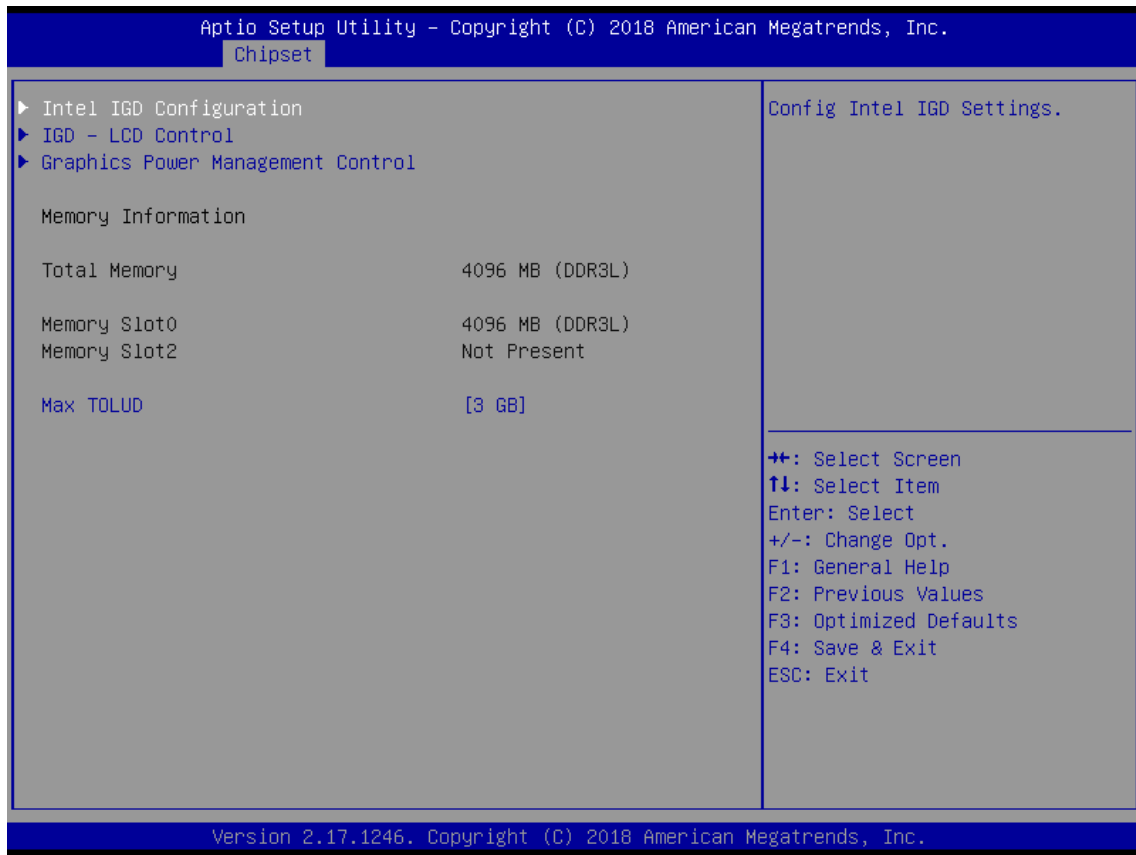 Aptio Setup Utility – Copyright (C) 2018 American Megatrends, Inc.
Chipset
▶ Intel IGD Configuration
▶ IGD – LCD Control
▶ Graphics Power Management Control
Memory Information
Total Memory 4096 MB (DDR3L)
Memory Slot0 4096 MB (DDR3L)
Memory Slot2 Not Present
Max TOLUD [3 GB]
Config Intel IGD Settings.
→←: Select Screen
↑↓: Select Item
Enter: Select
+/-: Change Opt.
F1: General Help
F2: Previous Values
F3: Optimized Defaults
F4: Save & Exit
ESC: Exit
Version 2.17.1246. Copyright (C) 2018 American Megatrends, Inc.